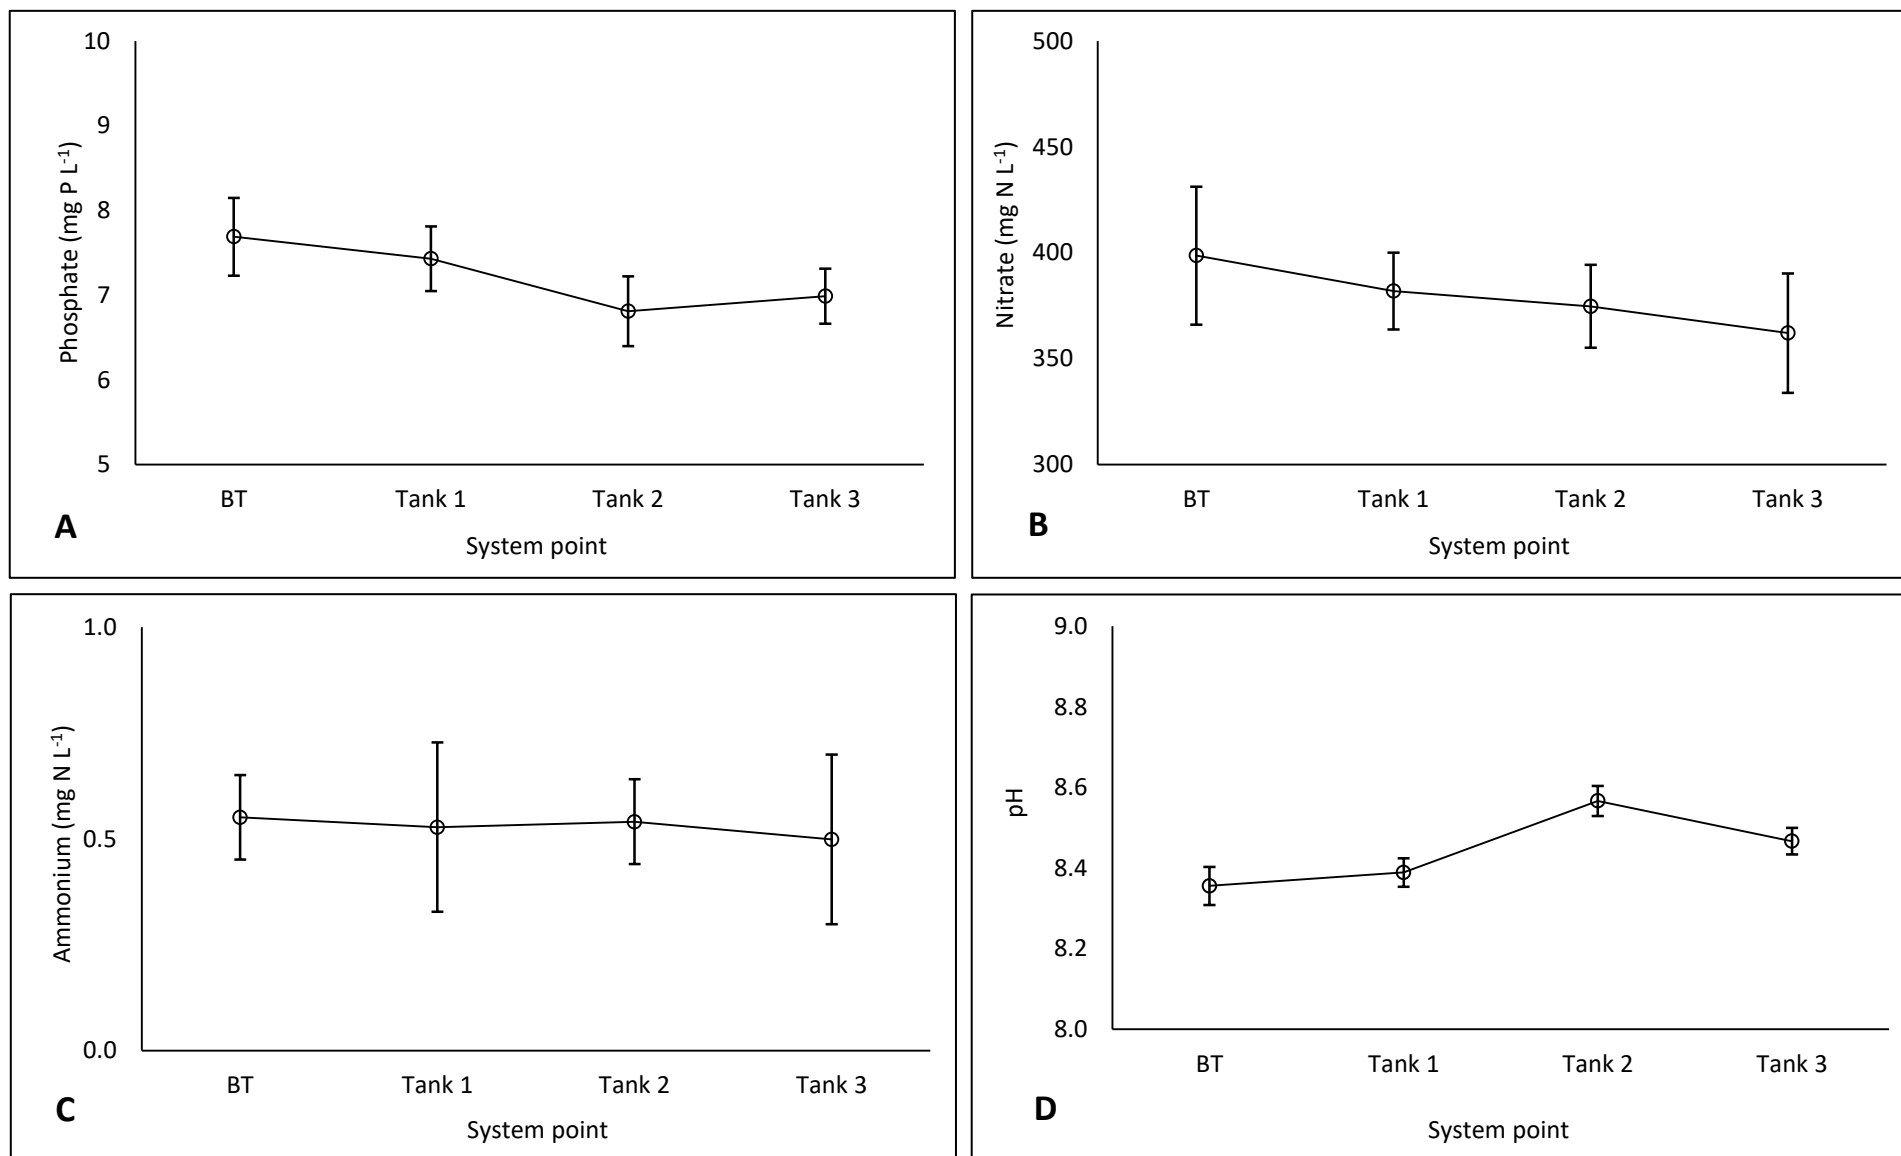 10
9
8
7
6
5
Phosphate (mg P L⁻¹)
BT Tank 1 Tank 2 Tank 3
System point
A
500
450
400
350
300
Nitrate (mg N L⁻¹)
BT Tank 1 Tank 2 Tank 3
System point
B
1.0
0.5
0.0
Ammonium (mg N L⁻¹)
BT Tank 1 Tank 2 Tank 3
System point
C
9.0
8.8
8.6
8.4
8.2
8.0
pH
BT Tank 1 Tank 2 Tank 3
System point
D